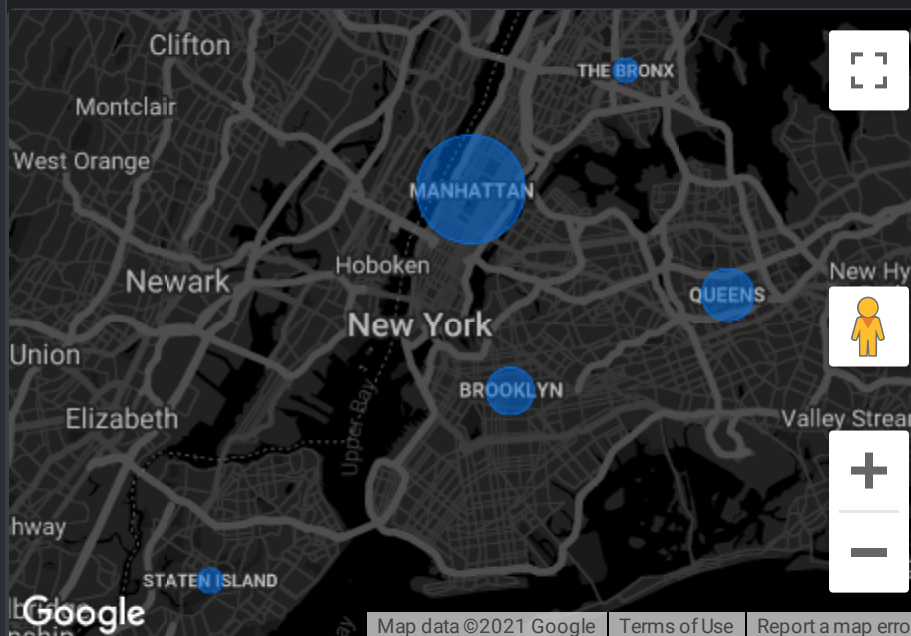 Clifton
THE BRONX
Montclair
West Orange
MANHATTAN
Hoboken
New Hy
Newark
QUEENS
New York
Union
BROOKLYN
Elizabeth
Valley Strear
Upper Bay
hway
STATEN ISLAND
Google
Map data ©2021 Google
Terms of Use
Report a map erro